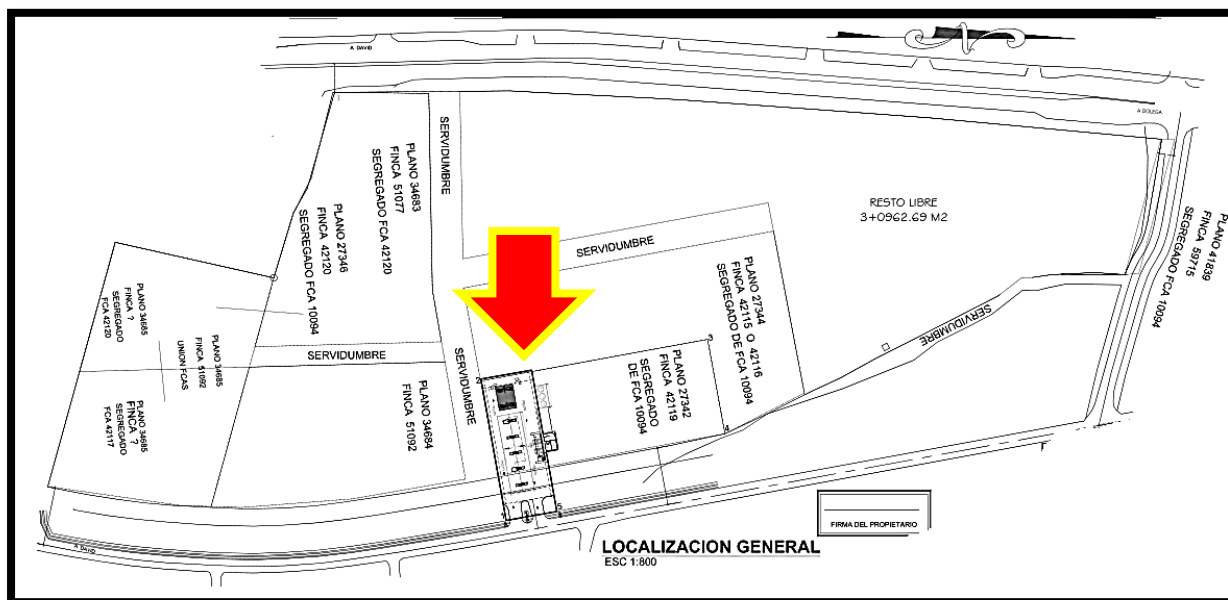 A DAVID
A DOLEGA
SERVIDUMBRE
PLANO 34683
FINCA 51077
SEGREGADO FCA 42120
PLANO 27346
FINCA 42120
SEGREGADO FCA 10094
RESTO LIBRE
3+0962.69 M2
PLANO 41839
FINCA 59715
SEGREGADO FCA 10094
SERVIDUMBRE
PLANO 27344
FINCA 42115 O 42116
SEGREGADO DE FCA 10094
PLANO 34685
FINCA ?
SEGREGADO
FCA 42120
PLANO 34685
FINCA 51092
UNION FCAS
SERVIDUMBRE
SERVIDUMBRE
SERVIDUMBRE
3
PLANO 27342
FINCA 42119
SEGREGADO
DE FCA 10094
4
2
PLANO 34684
FINCA 51092
PLANO 34685
FINCA ?
SEGREGADO
FCA 42117
A DAVID
FIRMA DEL PROPIETARIO
LOCALIZACION GENERAL
ESC 1:800